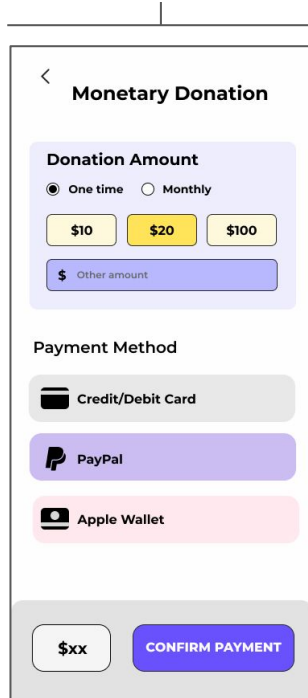 Monetary Donation
Donation Amount
One time Monthly
$10 $20 $100
$ Other amount
Payment Method
Credit/Debit Card
PayPal
Apple Wallet
$xx CONFIRM PAYMENT